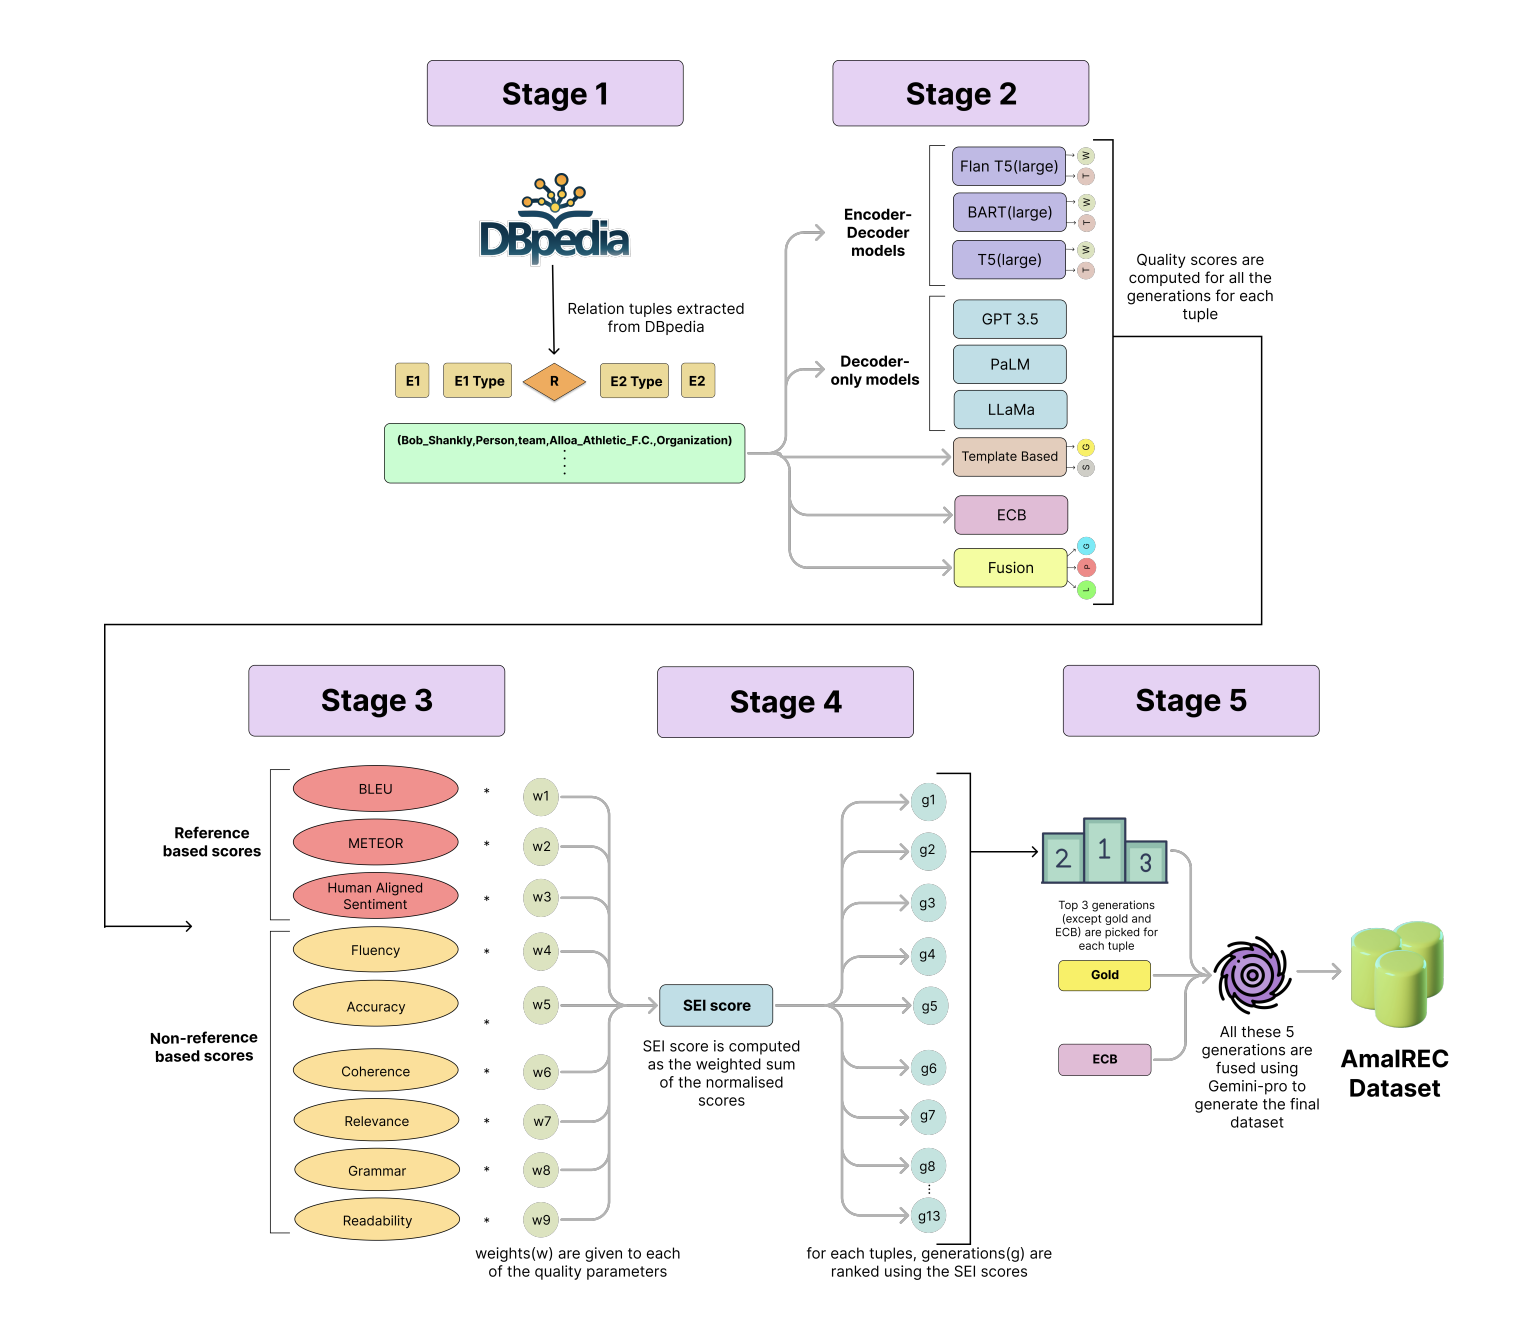 Stage 1
Stage 2
DBpedia
Relation tuples extracted
from DBpedia
E1
E1 Type
R
E2 Type
E2
(Bob_Shankly,Person,team,Alloa_Athletic_F.C.,Organization)
Encoder-
Decoder
models
Flan T5(large)
W
T
BART(large)
W
T
T5(large)
W
T
Decoder-
only models
GPT 3.5
PaLM
LLaMa
Template Based
G
S
ECB
Fusion
G
P
L
Quality scores are
computed for all the
generations for each
tuple
Stage 3
Stage 4
Stage 5
Reference
based scores
BLEU
*
w1
METEOR
*
w2
Human Aligned
Sentiment
*
w3
Non-reference
based scores
Fluency
*
w4
Accuracy
*
w5
Coherence
*
w6
Relevance
*
w7
Grammar
*
w8
Readability
*
w9
weights(w) are given to each
of the quality parameters
SEI score
SEI score is computed
as the weighted sum
of the normalised
scores
g1
g2
g3
g4
g5
g6
g7
g8
g13
for each tuples, generations(g) are
ranked using the SEI scores
2
1
3
Top 3 generations
(except gold and
ECB) are picked for
each tuple
Gold
ECB
All these 5
generations are
fused using
Gemini-pro to
generate the final
dataset
AmalREC
Dataset